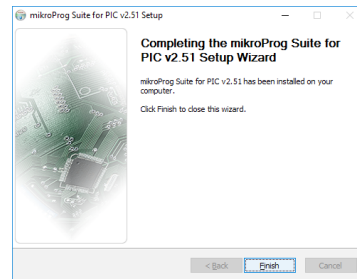 mikroProg Suite for PIC v2.51 Setup
Completing the mikroProg Suite for
PIC v2.51 Setup Wizard
mikroProg Suite for PIC v2.51 has been installed on your
computer.
Click Finish to close this wizard.
< Back
Finish
Cancel